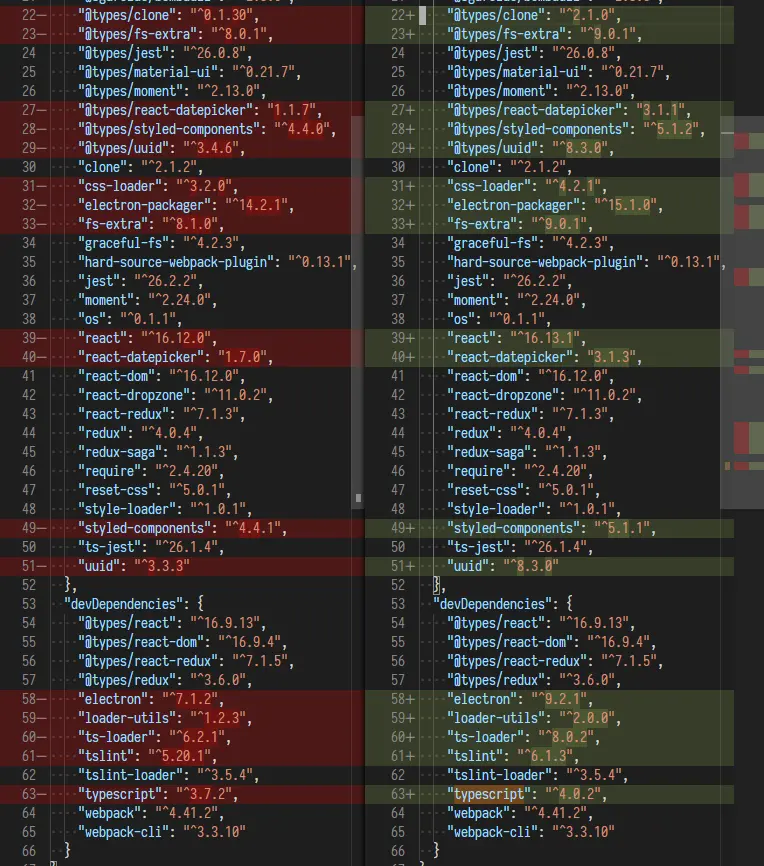 22— "@types/clone": "^0.1.30",
23— "@types/fs-extra": "^8.0.1",
24 "@types/jest": "^26.0.8",
25 "@types/material-ui": "^0.21.7",
26 "@types/moment": "^2.13.0",
27— "@types/react-datepicker": "1.1.7",
28— "@types/styled-components": "^4.4.0",
29— "@types/uuid": "^3.4.6",
30 "clone": "^2.1.2",
31— "css-loader": "^3.2.0",
32— "electron-packager": "^14.2.1",
33— "fs-extra": "^8.1.0",
34 "graceful-fs": "^4.2.3",
35 "hard-source-webpack-plugin": "^0.13.1",
36 "jest": "^26.2.2",
37 "moment": "^2.24.0",
38 "os": "^0.1.1",
39— "react": "^16.12.0",
40— "react-datepicker": "1.7.0",
41 "react-dom": "^16.12.0",
42 "react-dropzone": "^11.0.2",
43 "react-redux": "^7.1.3",
44 "redux": "^4.0.4",
45 "redux-saga": "^1.1.3",
46 "require": "^2.4.20",
47 "reset-css": "^5.0.1",
48 "style-loader": "^1.0.1",
49— "styled-components": "^4.4.1",
50 "ts-jest": "^26.1.4",
51— "uuid": "^3.3.3"
52 },
53 "devDependencies": {
54 "@types/react": "^16.9.13",
55 "@types/react-dom": "^16.9.4",
56 "@types/react-redux": "^7.1.5",
57 "@types/redux": "^3.6.0",
58— "electron": "^7.1.2",
59— "loader-utils": "^1.2.3",
60— "ts-loader": "^6.2.1",
61— "tslint": "^5.20.1",
62 "tslint-loader": "^3.5.4",
63— "typescript": "^3.7.2",
64 "webpack": "^4.41.2",
65 "webpack-cli": "^3.3.10"
66 }
22+ "@types/clone": "^2.1.0",
23+ "@types/fs-extra": "^9.0.1",
24 "@types/jest": "^26.0.8",
25 "@types/material-ui": "^0.21.7",
26 "@types/moment": "^2.13.0",
27+ "@types/react-datepicker": "3.1.1",
28+ "@types/styled-components": "^5.1.2",
29+ "@types/uuid": "^8.3.0",
30 "clone": "^2.1.2",
31+ "css-loader": "^4.2.1",
32+ "electron-packager": "^15.1.0",
33+ "fs-extra": "^9.0.1",
34 "graceful-fs": "^4.2.3",
35 "hard-source-webpack-plugin": "^0.13.1",
36 "jest": "^26.2.2",
37 "moment": "^2.24.0",
38 "os": "^0.1.1",
39+ "react": "^16.13.1",
40+ "react-datepicker": "3.1.3",
41 "react-dom": "^16.12.0",
42 "react-dropzone": "^11.0.2",
43 "react-redux": "^7.1.3",
44 "redux": "^4.0.4",
45 "redux-saga": "^1.1.3",
46 "require": "^2.4.20",
47 "reset-css": "^5.0.1",
48 "style-loader": "^1.0.1",
49+ "styled-components": "^5.1.1",
50 "ts-jest": "^26.1.4",
51+ "uuid": "^8.3.0"
52 },
53 "devDependencies": {
54 "@types/react": "^16.9.13",
55 "@types/react-dom": "^16.9.4",
56 "@types/react-redux": "^7.1.5",
57 "@types/redux": "^3.6.0",
58+ "electron": "^9.2.1",
59+ "loader-utils": "^2.0.0",
60+ "ts-loader": "^8.0.2",
61+ "tslint": "^6.1.3",
62 "tslint-loader": "^3.5.4",
63+ "typescript": "^4.0.2",
64 "webpack": "^4.41.2",
65 "webpack-cli": "^3.3.10"
66 }